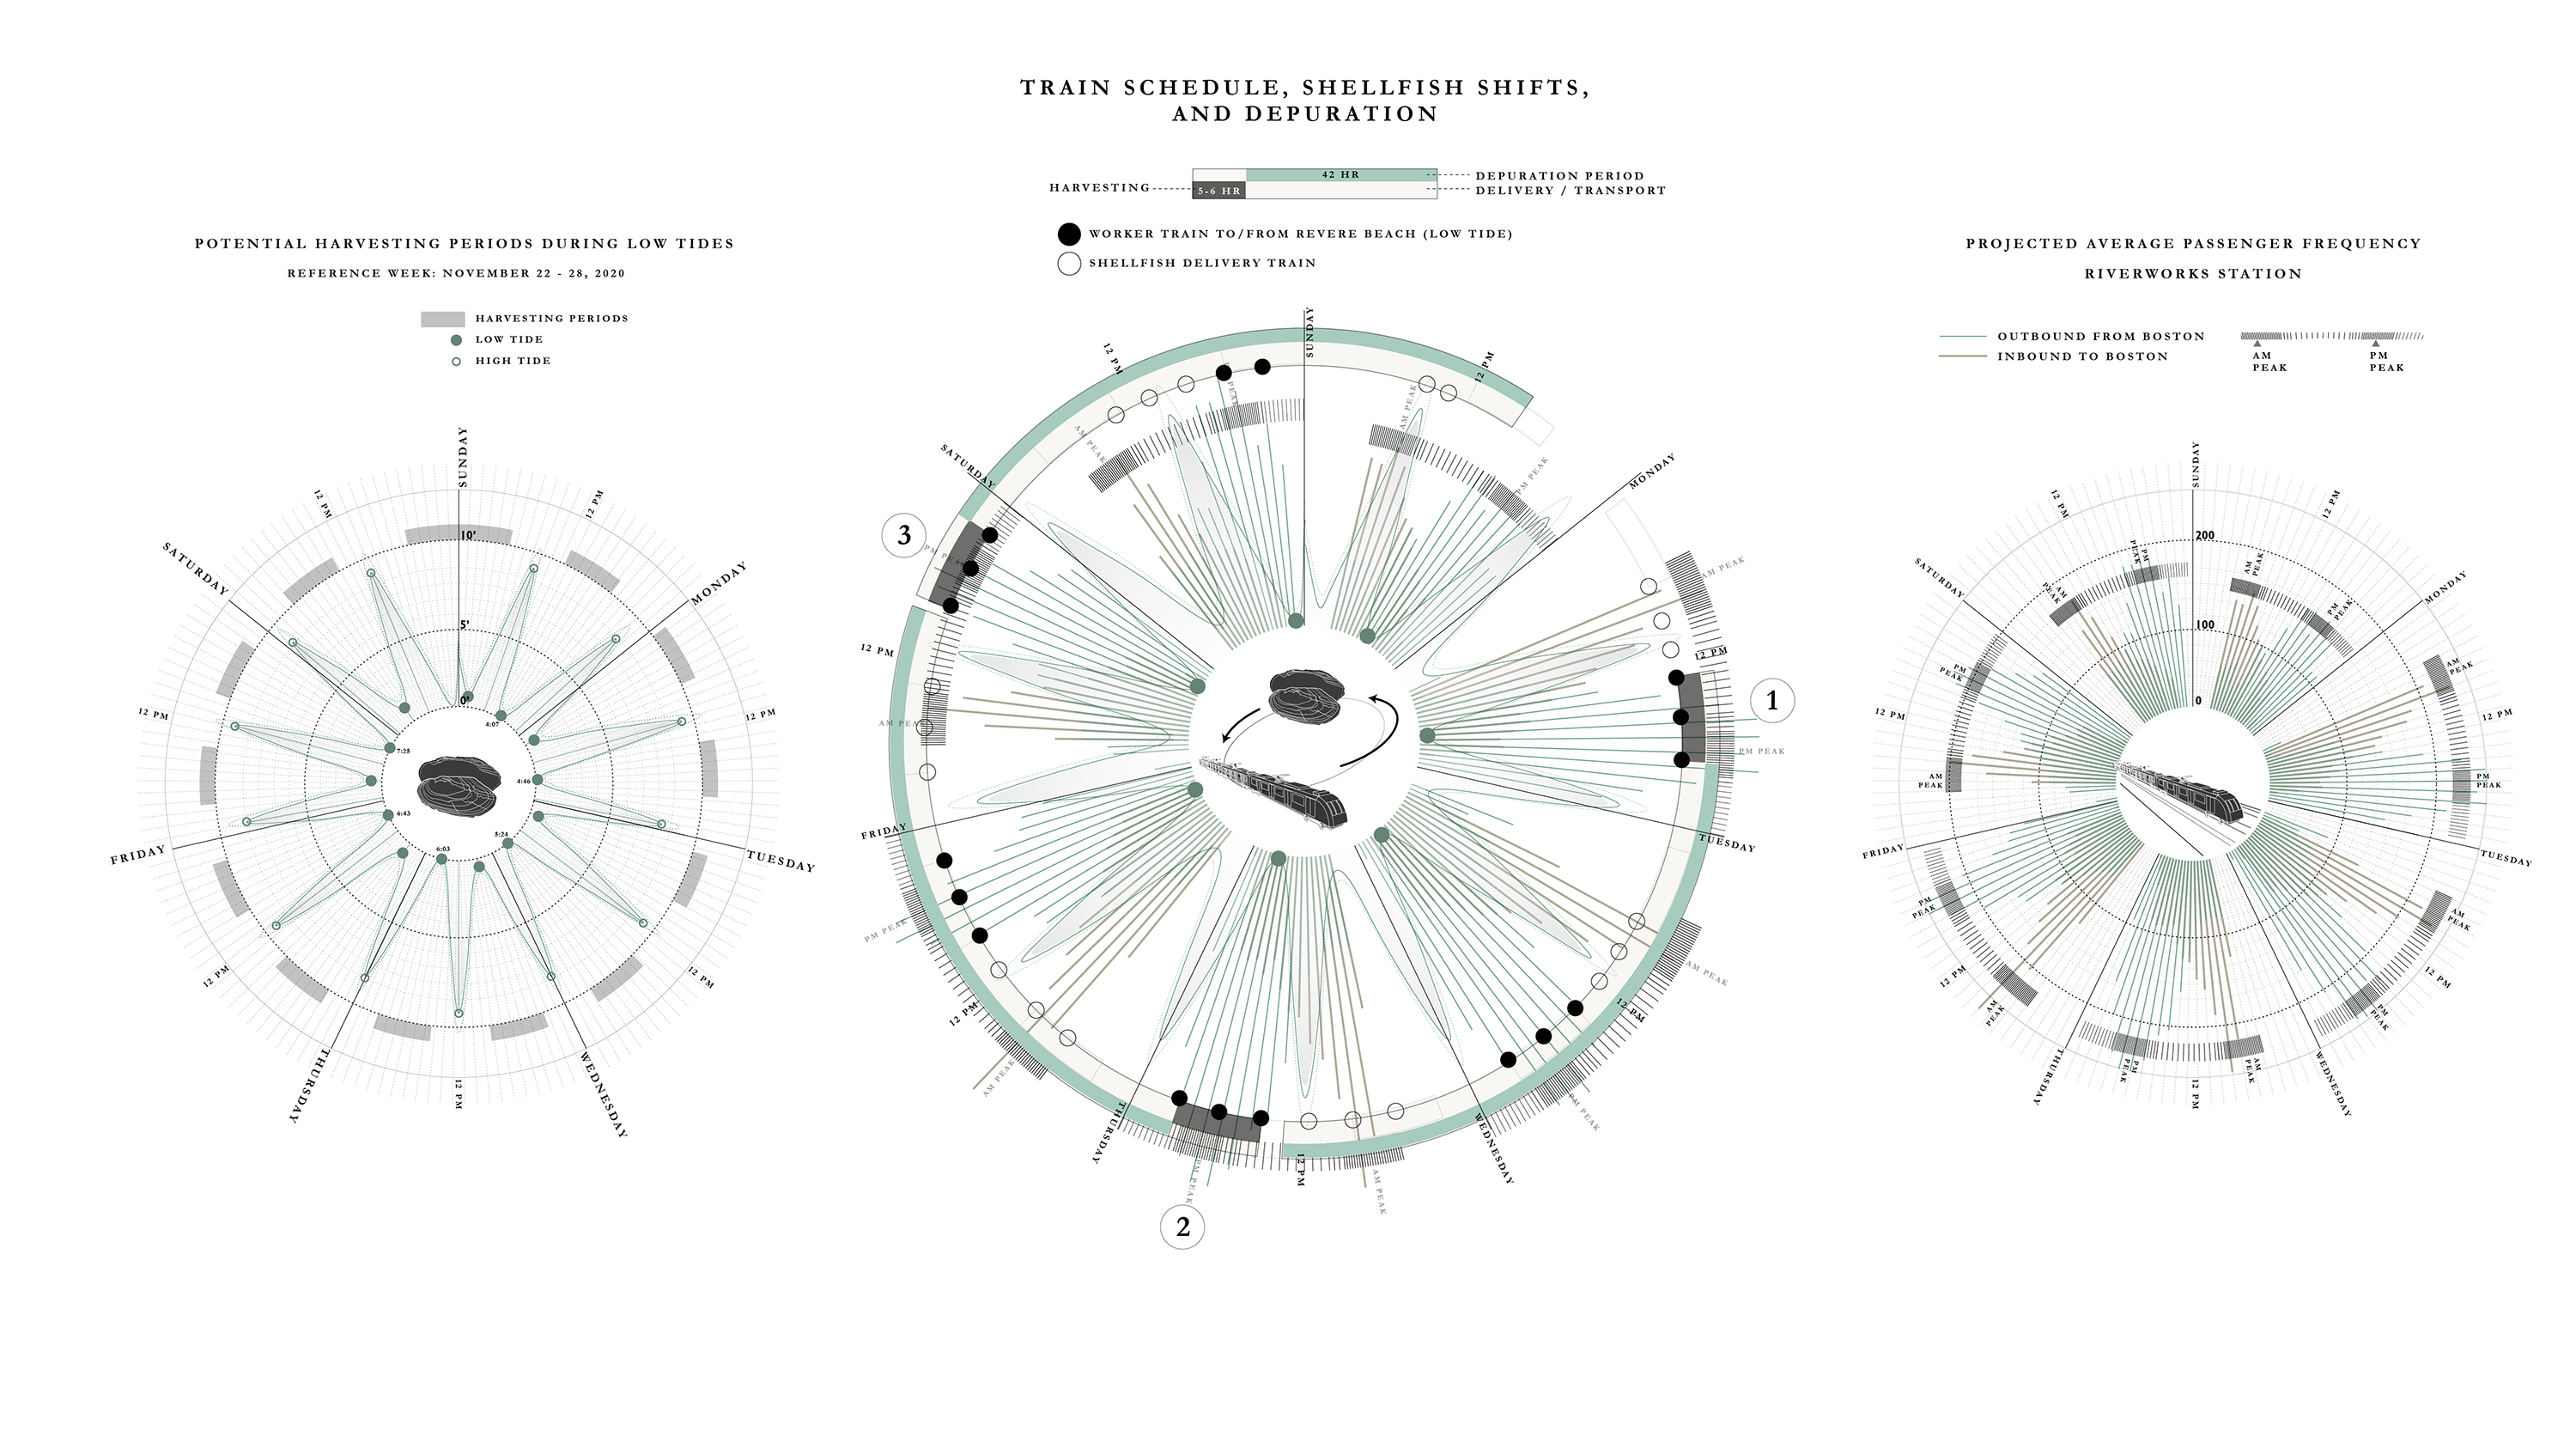 TRAIN SCHEDULE, SHELLFISH SHIFTS,
AND DEPURATION
HARVESTING
42 HR
5-6 HR
DEPURATION PERIOD
DELIVERY / TRANSPORT
WORKER TRAIN TO/FROM REVERE BEACH (LOW TIDE)
SHELLFISH DELIVERY TRAIN
POTENTIAL HARVESTING PERIODS DURING LOW TIDES
REFERENCE WEEK: NOVEMBER 22 - 28, 2020
HARVESTING PERIODS
LOW TIDE
HIGH TIDE
SUNDAY
12 PM
MONDAY
12 PM
TUESDAY
12 PM
WEDNESDAY
12 PM
THURSDAY
12 PM
FRIDAY
12 PM
SATURDAY
12 PM
10'
5'
0'
4:07
4:46
5:24
6:03
6:43
7:25
SUNDAY
12 PM
AM PEAK
PM PEAK
MONDAY
AM PEAK
12 PM
1
PM PEAK
TUESDAY
AM PEAK
12 PM
PM PEAK
WEDNESDAY
AM PEAK
12 PM
PM PEAK
2
THURSDAY
AM PEAK
12 PM
PM PEAK
FRIDAY
AM PEAK
12 PM
PM PEAK
3
SATURDAY
AM PEAK
12 PM
PEAK
PROJECTED AVERAGE PASSENGER FREQUENCY
RIVERWORKS STATION
OUTBOUND FROM BOSTON
INBOUND TO BOSTON
AM
PEAK
PM
PEAK
SUNDAY
200
100
0
AM
PEAK
12 PM
PM
PEAK
MONDAY
AM
PEAK
12 PM
PM
PEAK
TUESDAY
AM
PEAK
12 PM
PM
PEAK
WEDNESDAY
AM
PEAK
12 PM
PM
PEAK
THURSDAY
AM
PEAK
12 PM
PM
PEAK
FRIDAY
AM
PEAK
12 PM
PM
PEAK
SATURDAY
AM
PEAK
12 PM
PM
PEAK